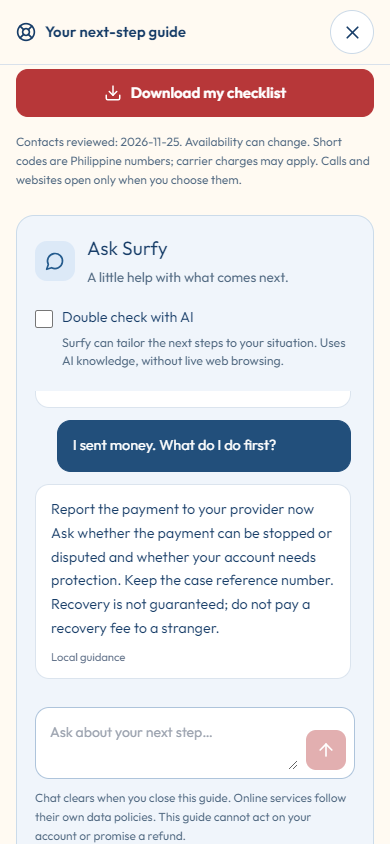 Your next-step guide
Download my checklist
Contacts reviewed: 2026-11-25. Availability can change. Short
codes are Philippine numbers; carrier charges may apply. Calls and
websites open only when you choose them.
Ask Surfy
A little help with what comes next.
Double check with AI
Surfy can tailor the next steps to your situation. Uses
AI knowledge, without live web browsing.
I sent money. What do I do first?
Report the payment to your provider now
Ask whether the payment can be stopped or
disputed and whether your account needs
protection. Keep the case reference number.
Recovery is not guaranteed; do not pay a
recovery fee to a stranger.
Local guidance
Ask about your next step...
Chat clears when you close this guide. Online services follow
their own data policies. This guide cannot act on your
account or promise a refund.